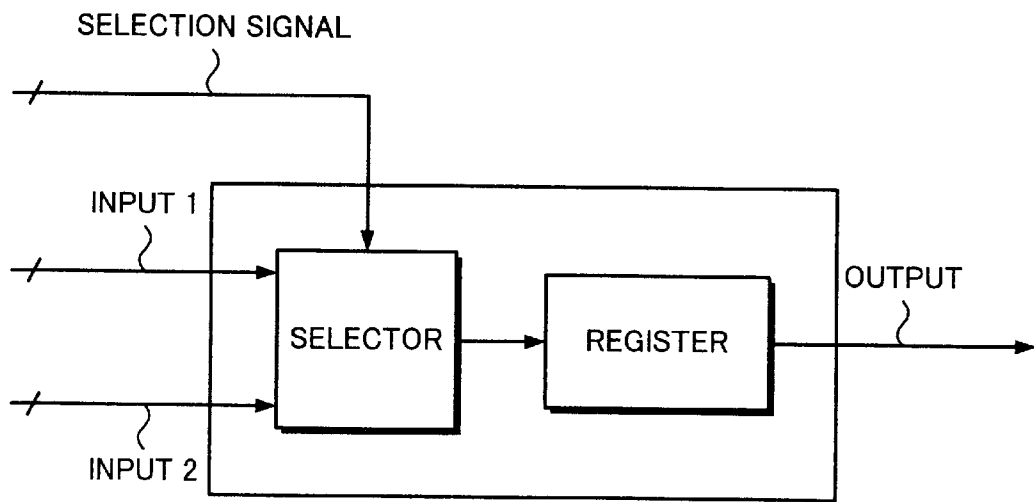 SELECTION SIGNAL
INPUT 1
OUTPUT
SELECTOR
REGISTER
INPUT 2